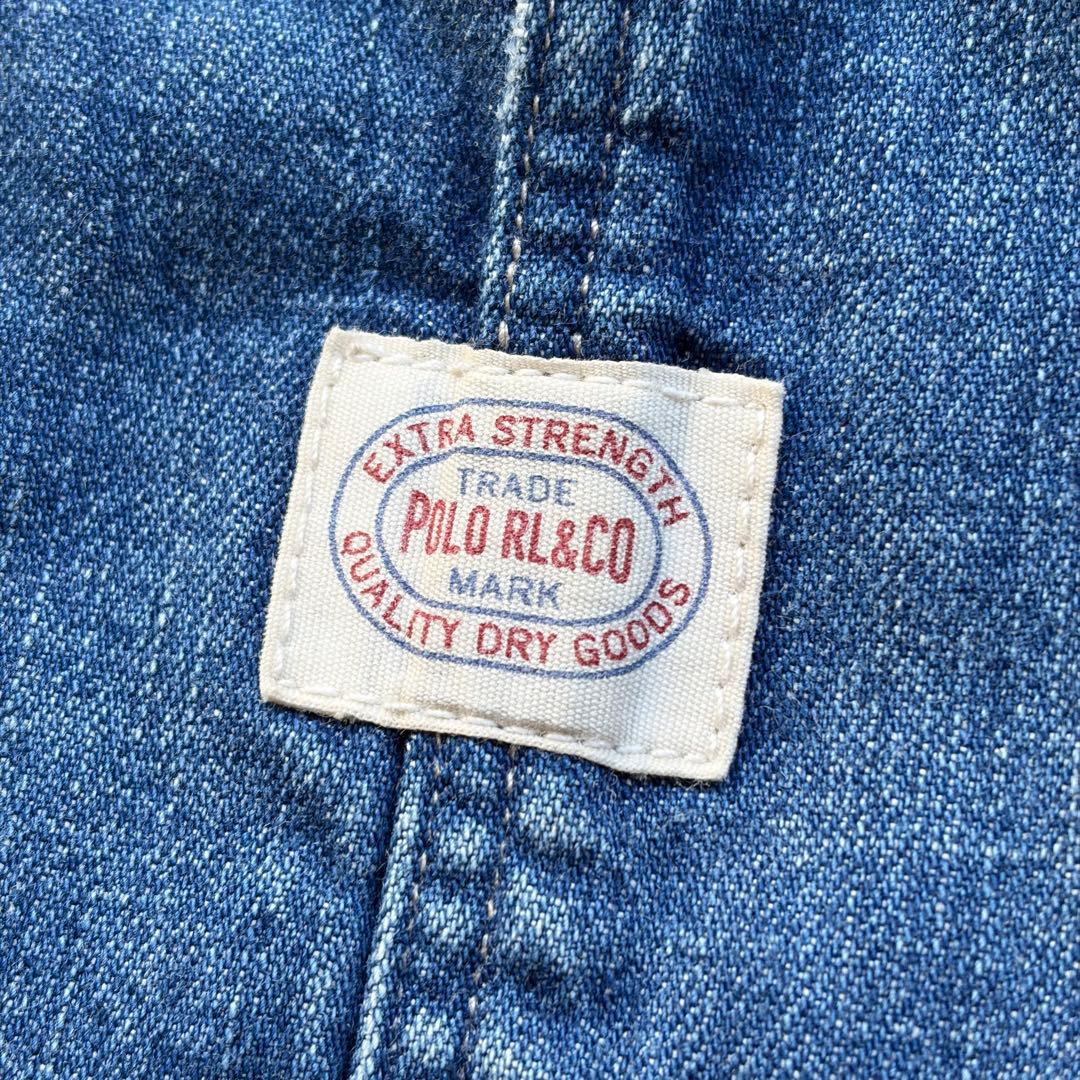 EXTRA STRENGTH
TRADE
POLO RL&CO
MARK
QUALITY DRY GOODS